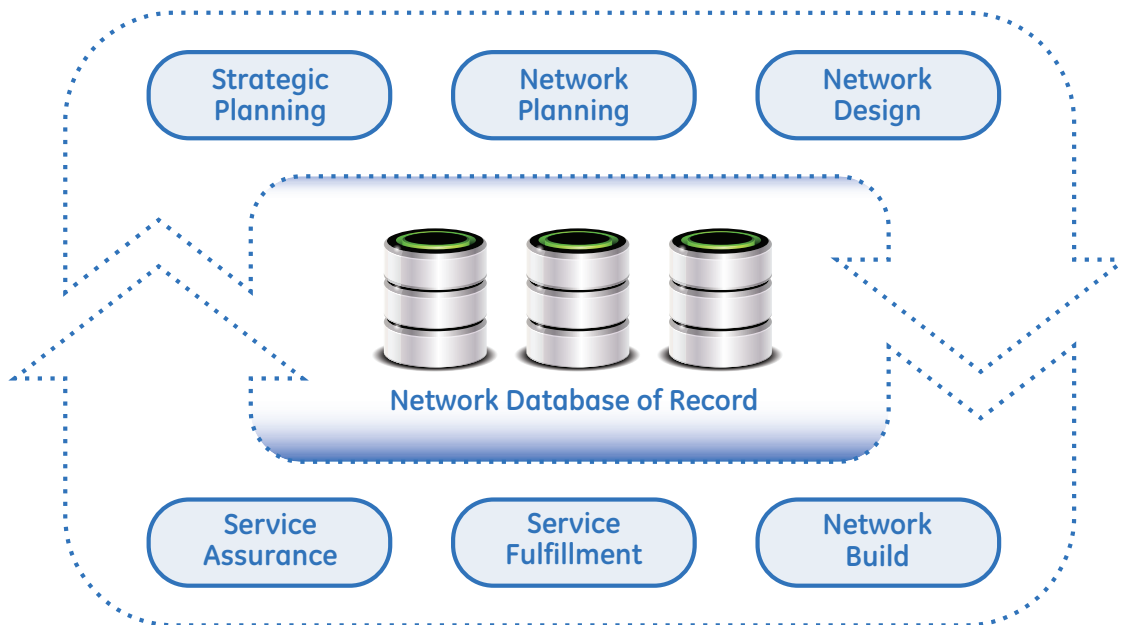 Strategic
Planning
Network
Planning
Network
Design
Network Database of Record
Service
Assurance
Service
Fulfillment
Network
Build